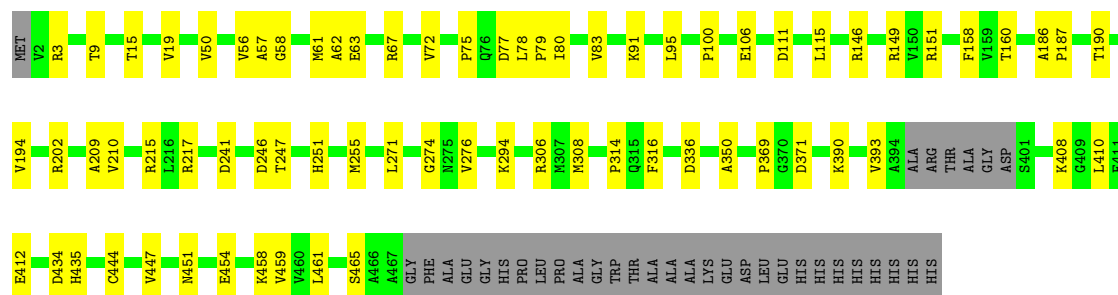 MET V2 R3 T9 T15 V19 V50 V56 A57 G58 M61 A62 E63 R67 V72 P75 Q76 D77 L78 P79 I80 V83 K91 L95 P100 E106 D111 L115 R146 R149 V150 R151 F158 V159 T160 A186 P187 T190
V194 R202 A209 V210 R215 L216 R217 D241 D246 T247 H251 M255 L271 G274 N275 V276 K294 R306 M307 M308 P314 Q315 F316 D336 A350 P369 G370 D371 K390 V393 A394 ALA ARG THR ALA GLY ASP S401 K408 G409 L410 E411
E412 D434 H435 C444 V447 N451 E454 K458 V459 V460 L461 S465 A466 A467 GLY PHE ALA GLU GLY HIS PRO LEU PRO ALA GLY TRP THR ALA ALA ALA LYS GLU ASP LEU GLU HIS HIS HIS HIS HIS HIS